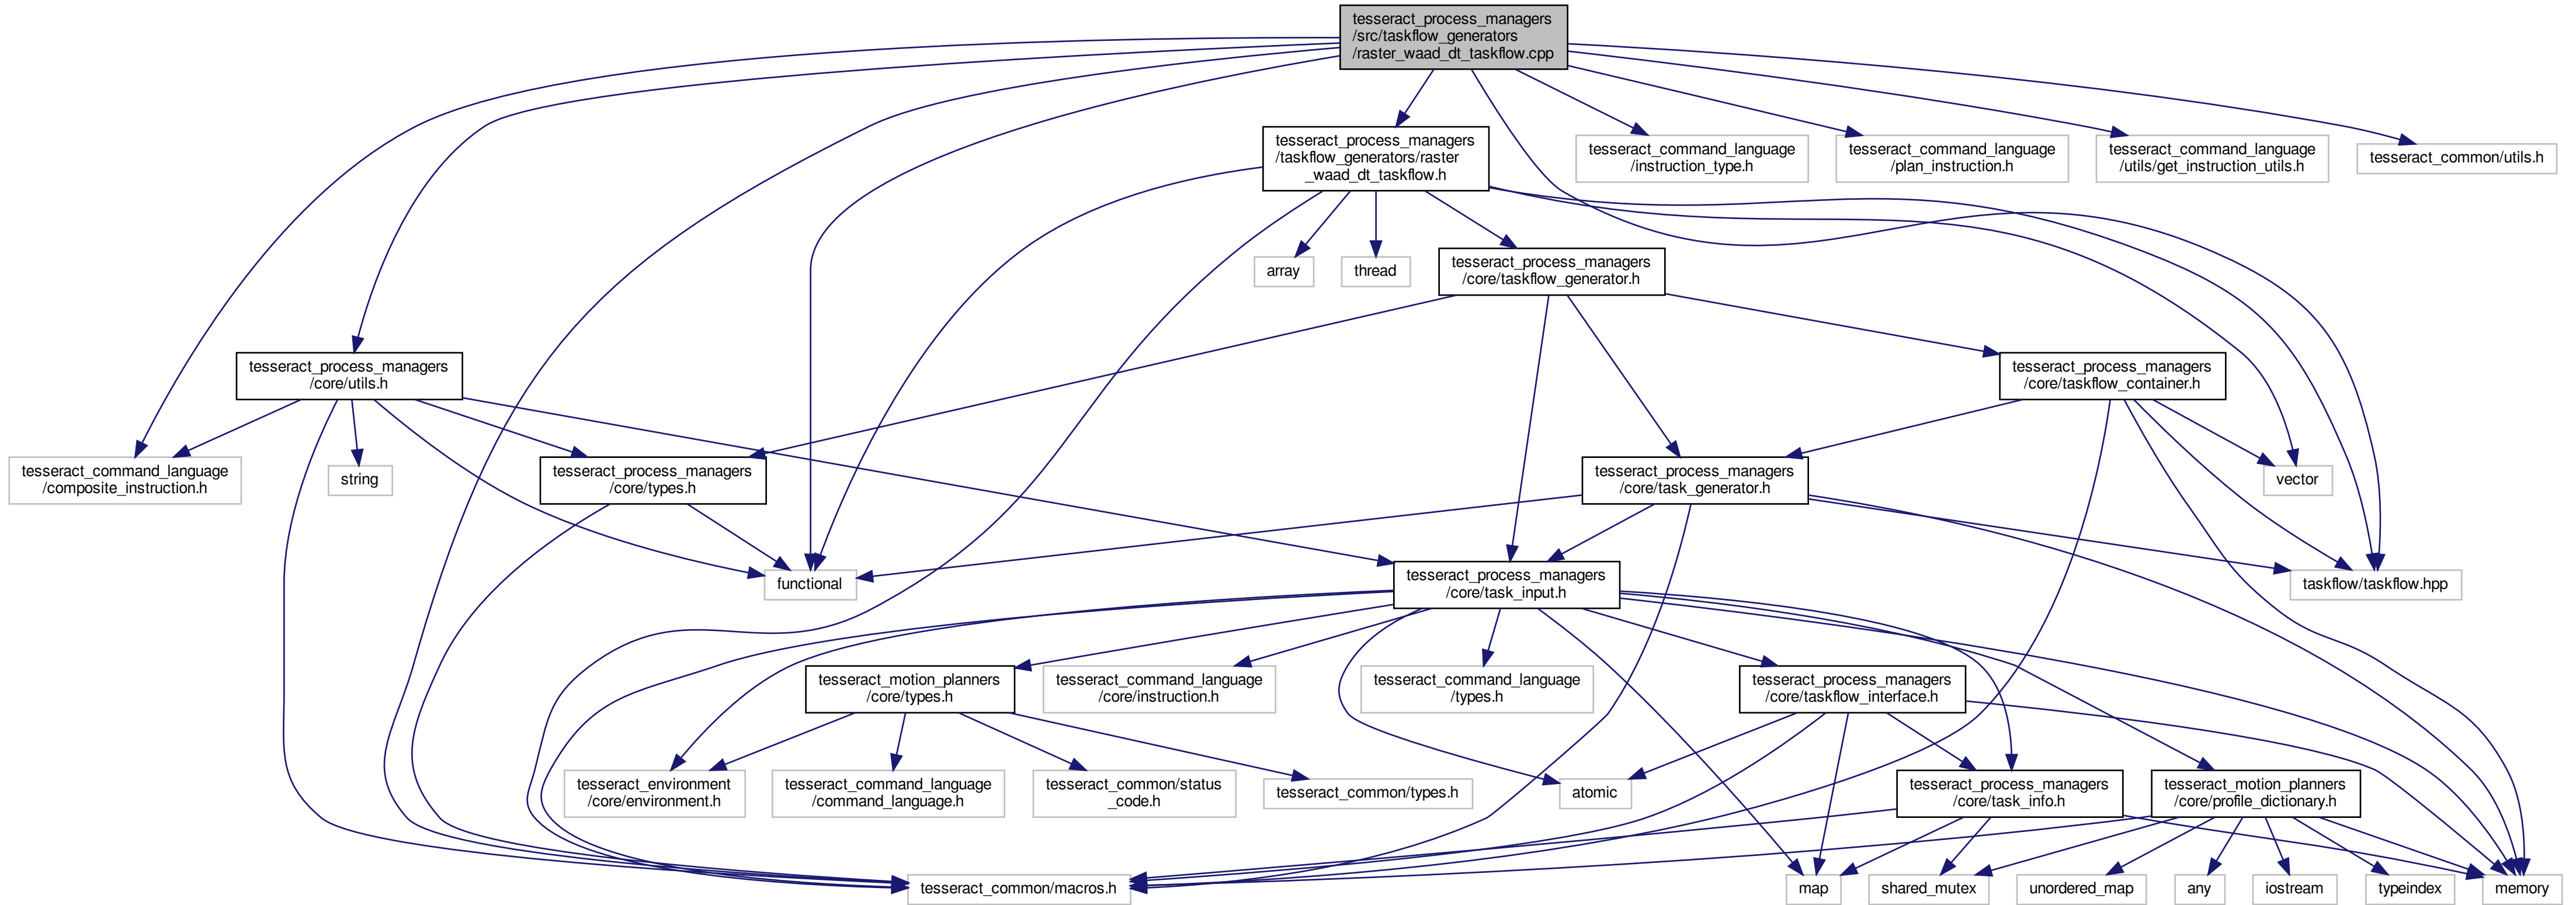 tesseract_process_managers
/src/taskflow_generators
/raster_waad_dt_taskflow.cpp
tesseract_process_managers
/taskflow_generators/raster
_waad_dt_taskflow.h
tesseract_command_language
/instruction_type.h
tesseract_command_language
/plan_instruction.h
tesseract_command_language
/utils/get_instruction_utils.h
tesseract_common/utils.h
array
thread
tesseract_process_managers
/core/taskflow_generator.h
tesseract_process_managers
/core/utils.h
tesseract_process_managers
/core/taskflow_container.h
tesseract_command_language
/composite_instruction.h
string
tesseract_process_managers
/core/types.h
tesseract_process_managers
/core/task_generator.h
vector
functional
tesseract_process_managers
/core/task_input.h
taskflow/taskflow.hpp
tesseract_motion_planners
/core/types.h
tesseract_command_language
/core/instruction.h
tesseract_command_language
/types.h
tesseract_process_managers
/core/taskflow_interface.h
tesseract_environment
/core/environment.h
tesseract_command_language
/command_language.h
tesseract_common/status
_code.h
tesseract_common/types.h
atomic
tesseract_process_managers
/core/task_info.h
tesseract_motion_planners
/core/profile_dictionary.h
tesseract_common/macros.h
map
shared_mutex
unordered_map
any
iostream
typeindex
memory